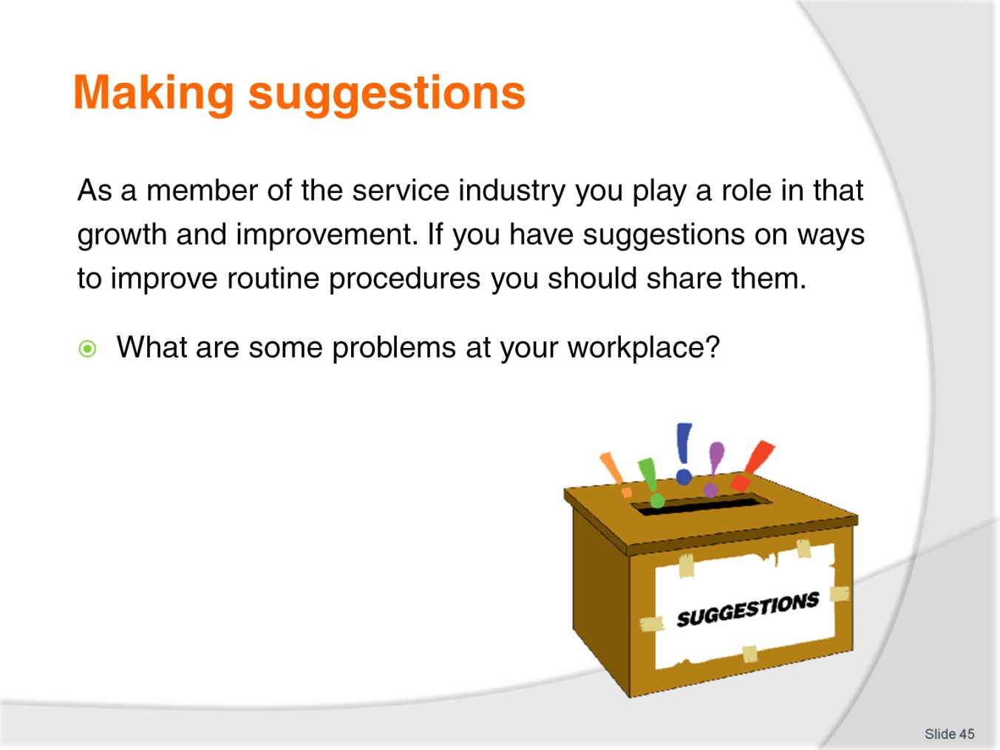 Making suggestions
As a member of the service industry you play a role in that
growth and improvement. If you have suggestions on ways
to improve routine procedures you should share them.
What are some problems at your workplace?
SUGGESTIONS
Slide 45